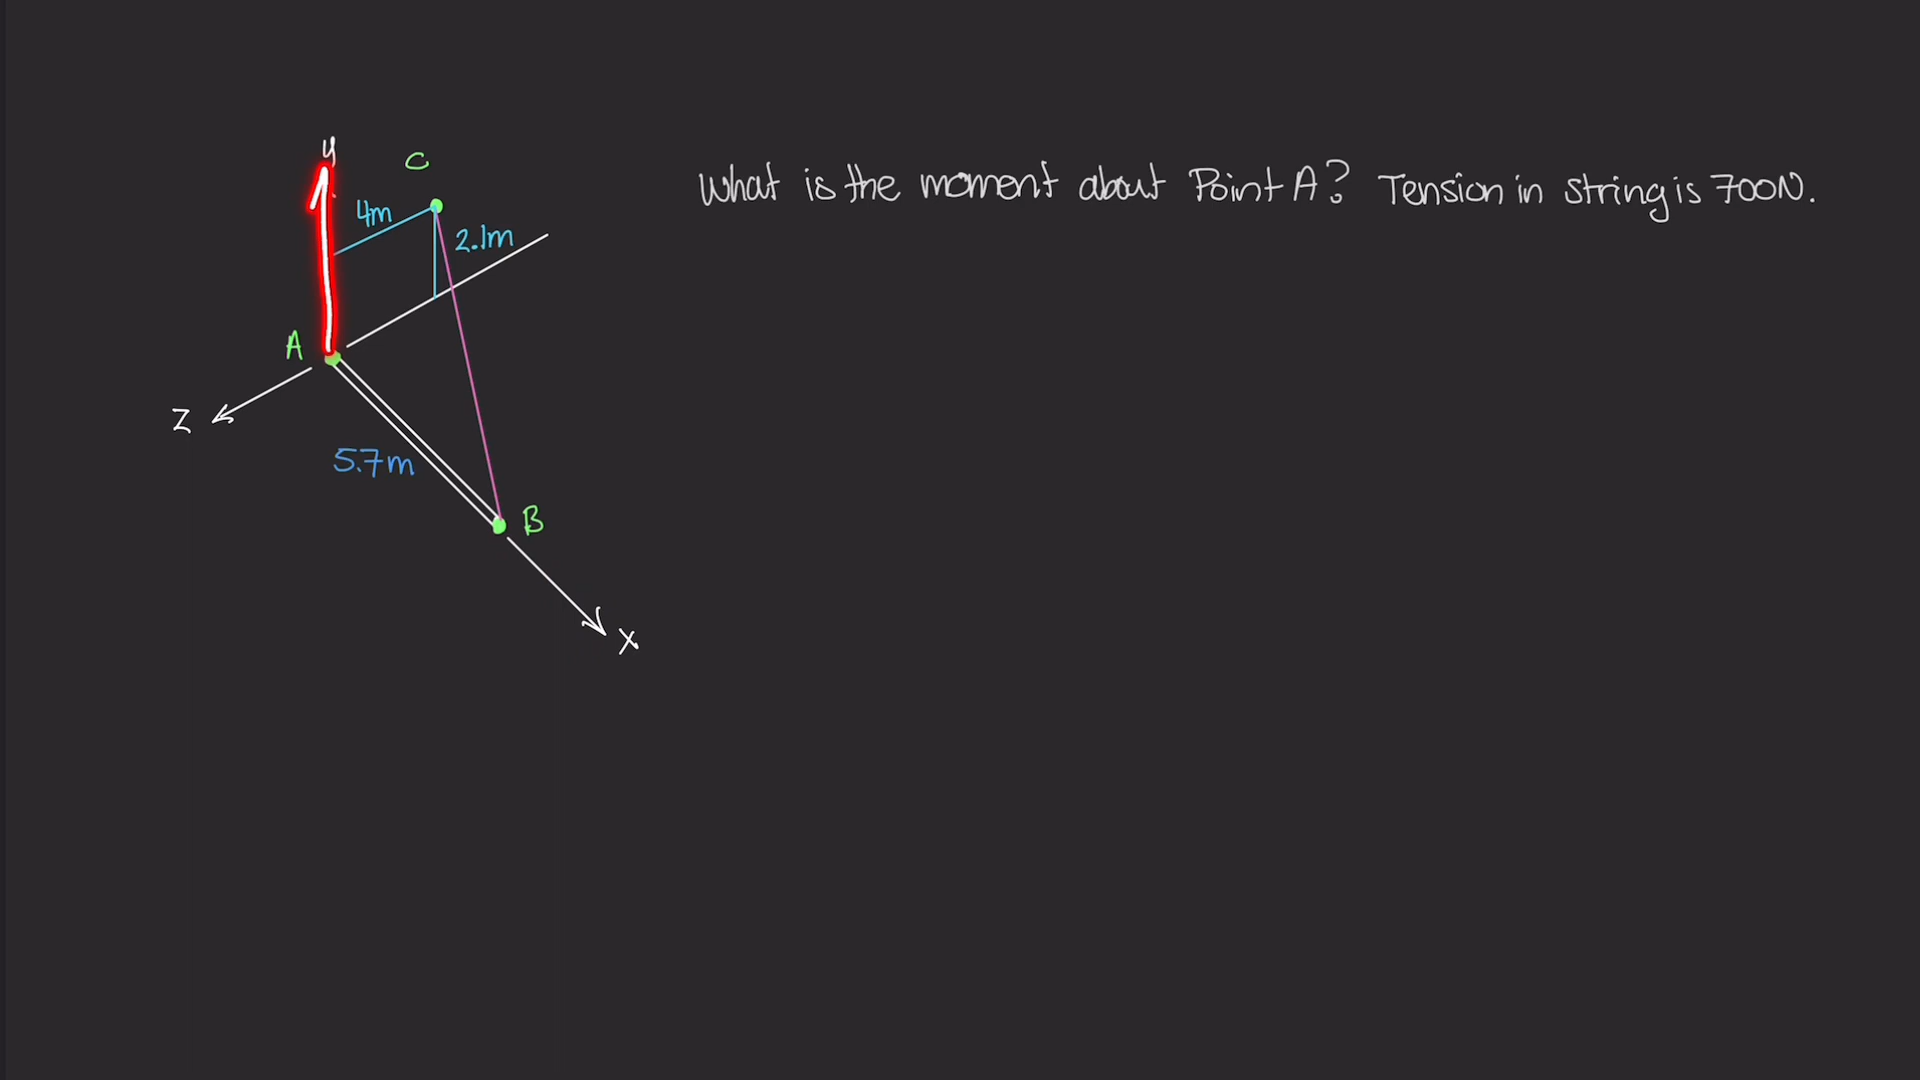 y
C
What is the moment about Point A? Tension in string is 700N.
4m
2.1m
A
z
5.7m
B
x